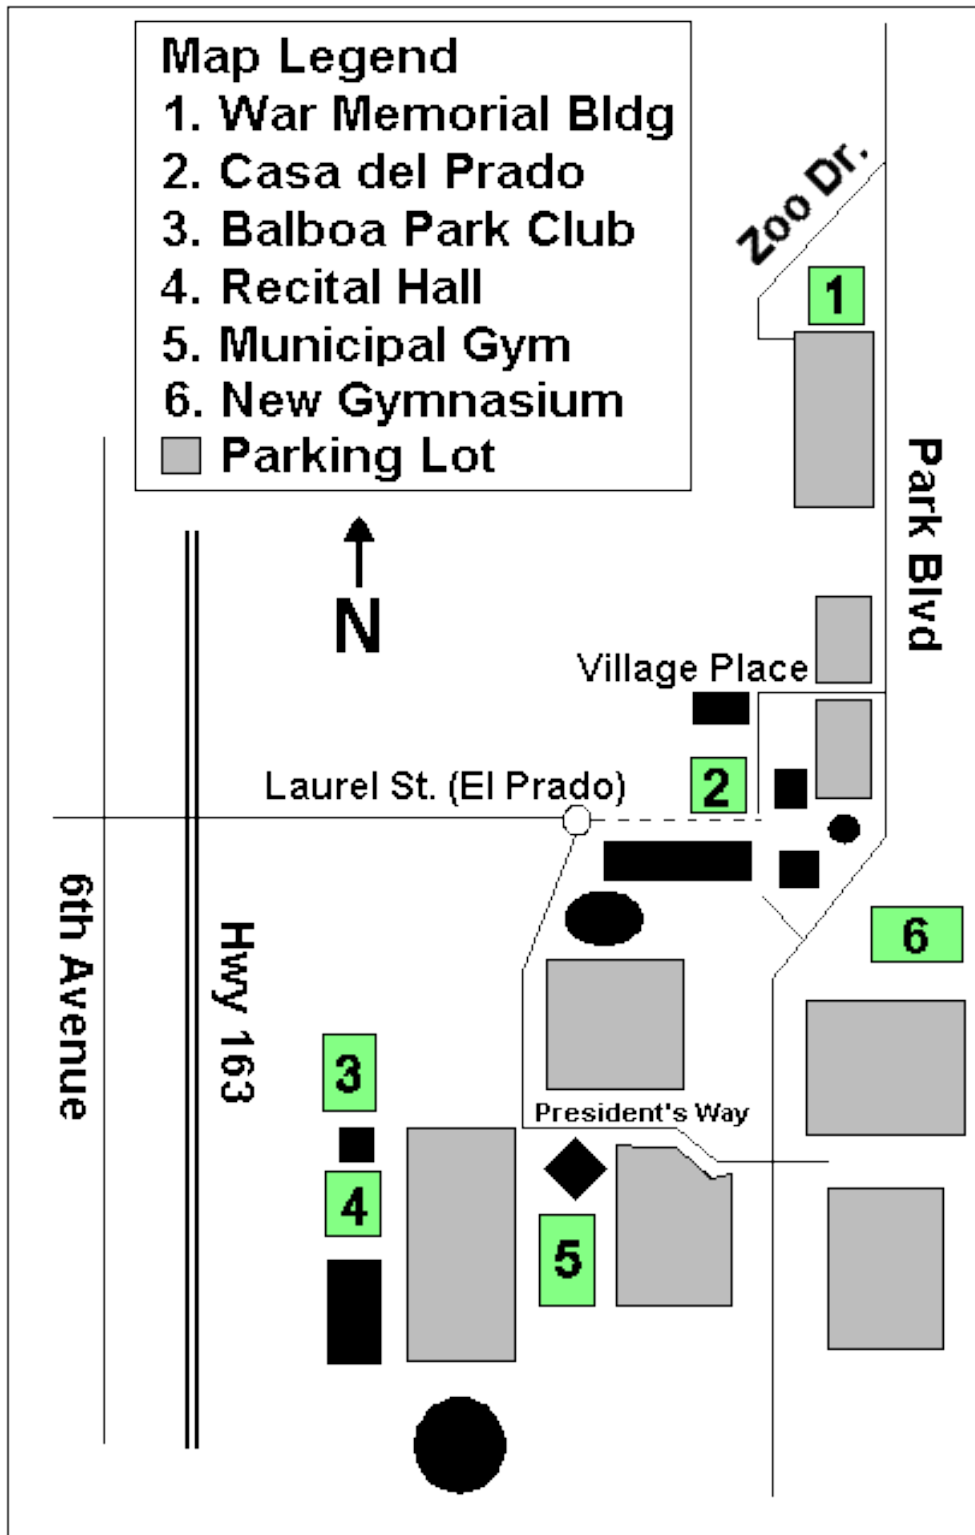 Map Legend
1. War Memorial Bldg
2. Casa del Prado
3. Balboa Park Club
4. Recital Hall
5. Municipal Gym
6. New Gymnasium
Parking Lot
Zoo Dr.
1
Park Blvd
N
Village Place
Laurel St. (El Prado)
2
6th Avenue
Hwy 163
6
3
President's Way
4
5